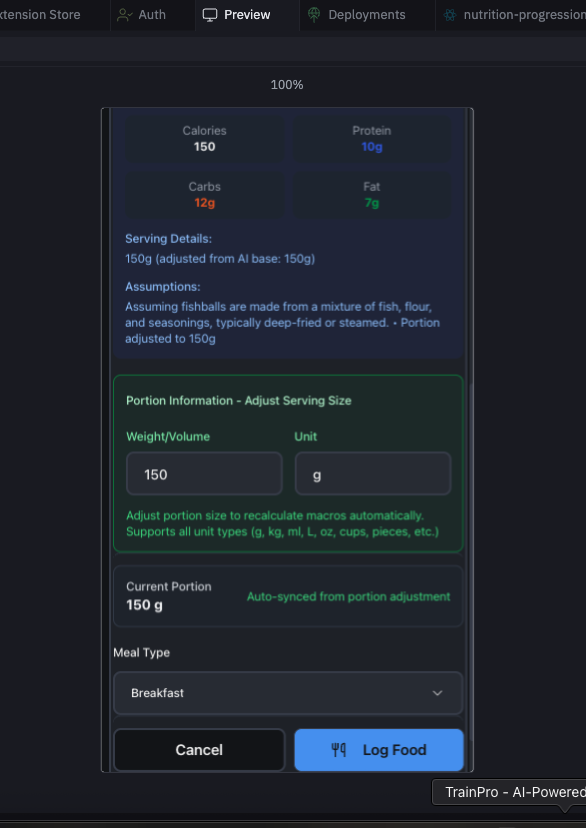 xtension Store
Auth
Preview
Deployments
nutrition-progression
100%
Calories
150
Protein
10g
Carbs
12g
Fat
7g
Serving Details:
150g (adjusted from AI base: 150g)
Assumptions:
Assuming fishballs are made from a mixture of fish, flour,
and seasonings, typically deep-fried or steamed. • Portion
adjusted to 150g
Portion Information - Adjust Serving Size
Weight/Volume
Unit
150
g
Adjust portion size to recalculate macros automatically.
Supports all unit types (g, kg, ml, L, oz, cups, pieces, etc.)
Current Portion
150 g
Auto-synced from portion adjustment
Meal Type
Breakfast
Cancel
Log Food
TrainPro - AI-Powered